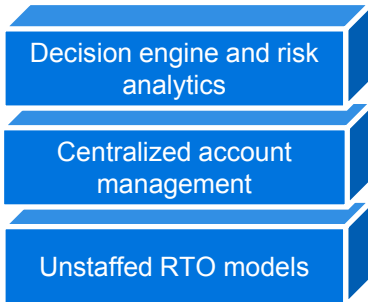 Decision engine and risk
analytics
Centralized account
management
Unstaffed RTO models